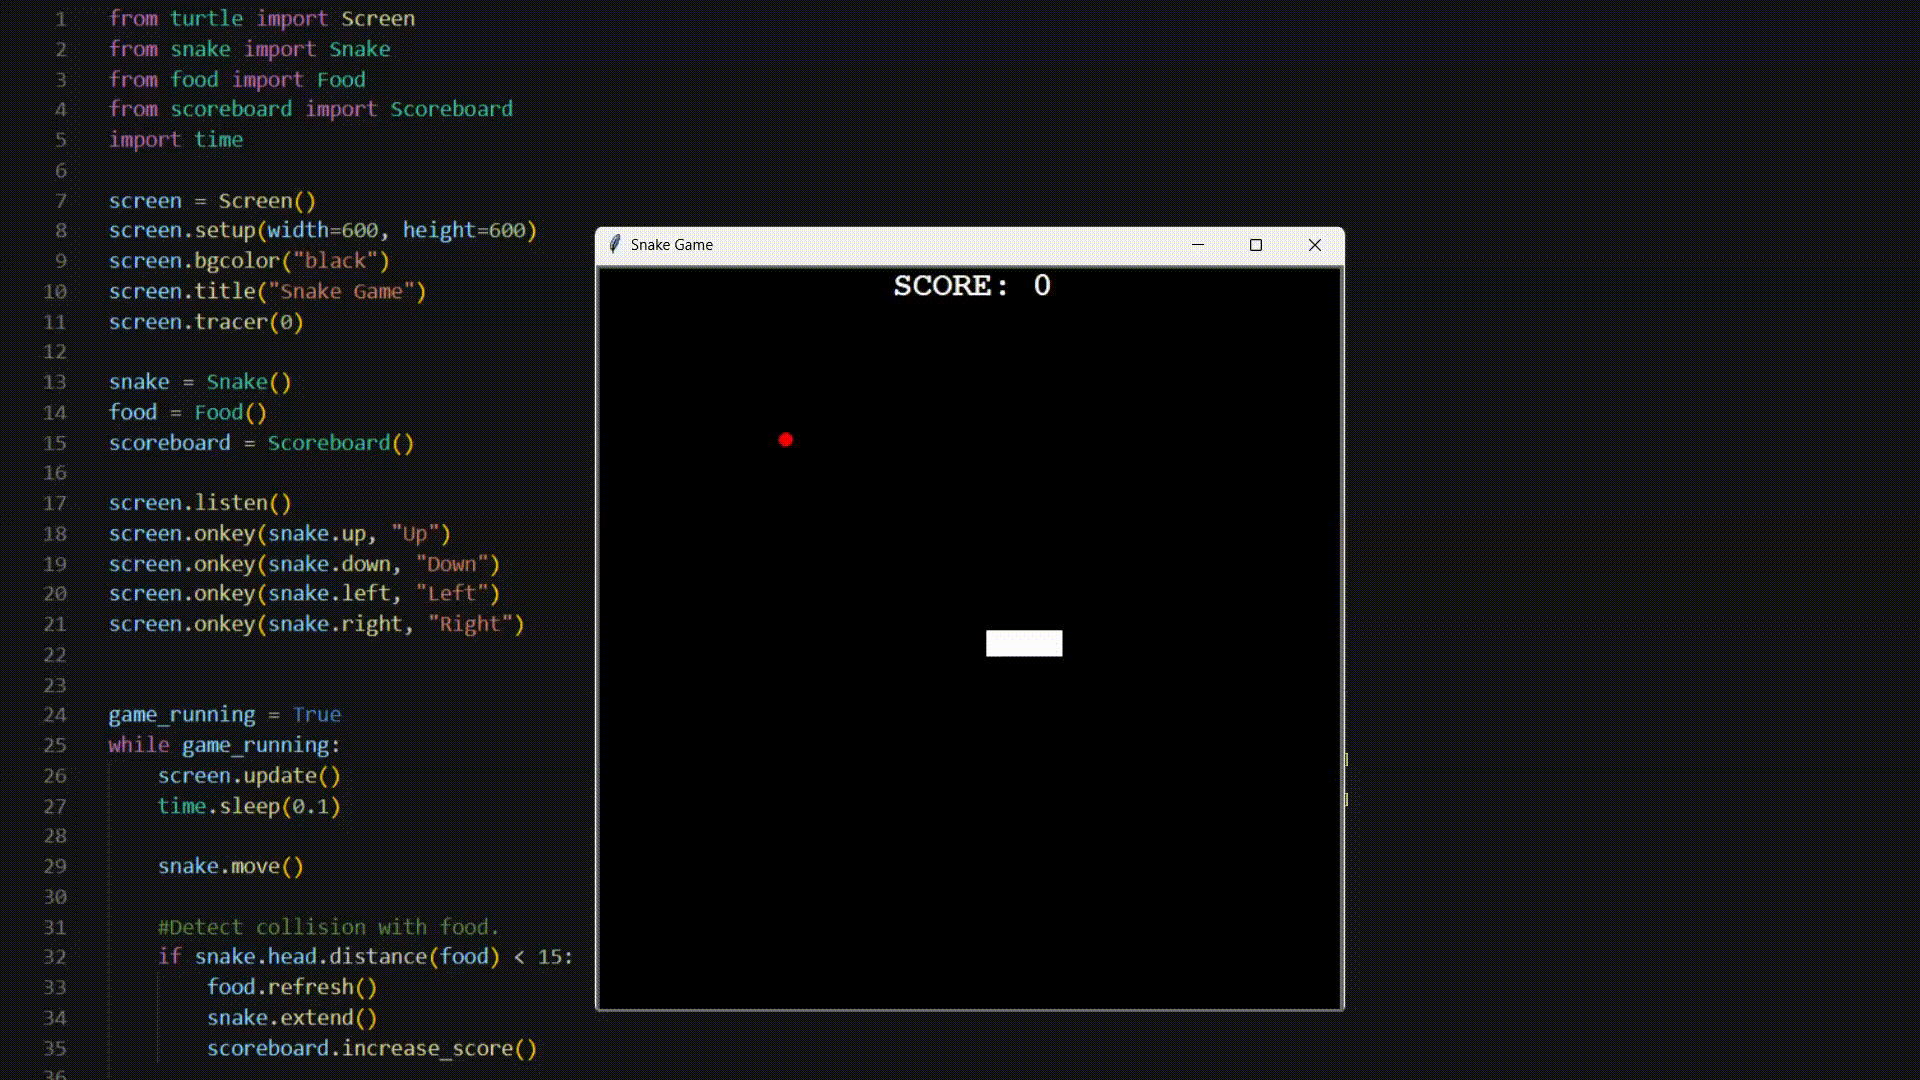 1 from turtle import Screen
2 from snake import Snake
3 from food import Food
4 from scoreboard import Scoreboard
5 import time
6
7 screen = Screen()
8 screen.setup(width=600, height=600)
9 screen.bgcolor("black")
10 screen.title("Snake Game")
11 screen.tracer(0)
12
13 snake = Snake()
14 food = Food()
15 scoreboard = Scoreboard()
16
17 screen.listen()
18 screen.onkey(snake.up, "Up")
19 screen.onkey(snake.down, "Down")
20 screen.onkey(snake.left, "Left")
21 screen.onkey(snake.right, "Right")
22
23
24 game_running = True
25 while game_running:
26     screen.update()
27     time.sleep(0.1)
28
29     snake.move()
30
31     #Detect collision with food.
32     if snake.head.distance(food) < 15:
33         food.refresh()
34         snake.extend()
35         scoreboard.increase_score()
36
Snake Game
SCORE: 0